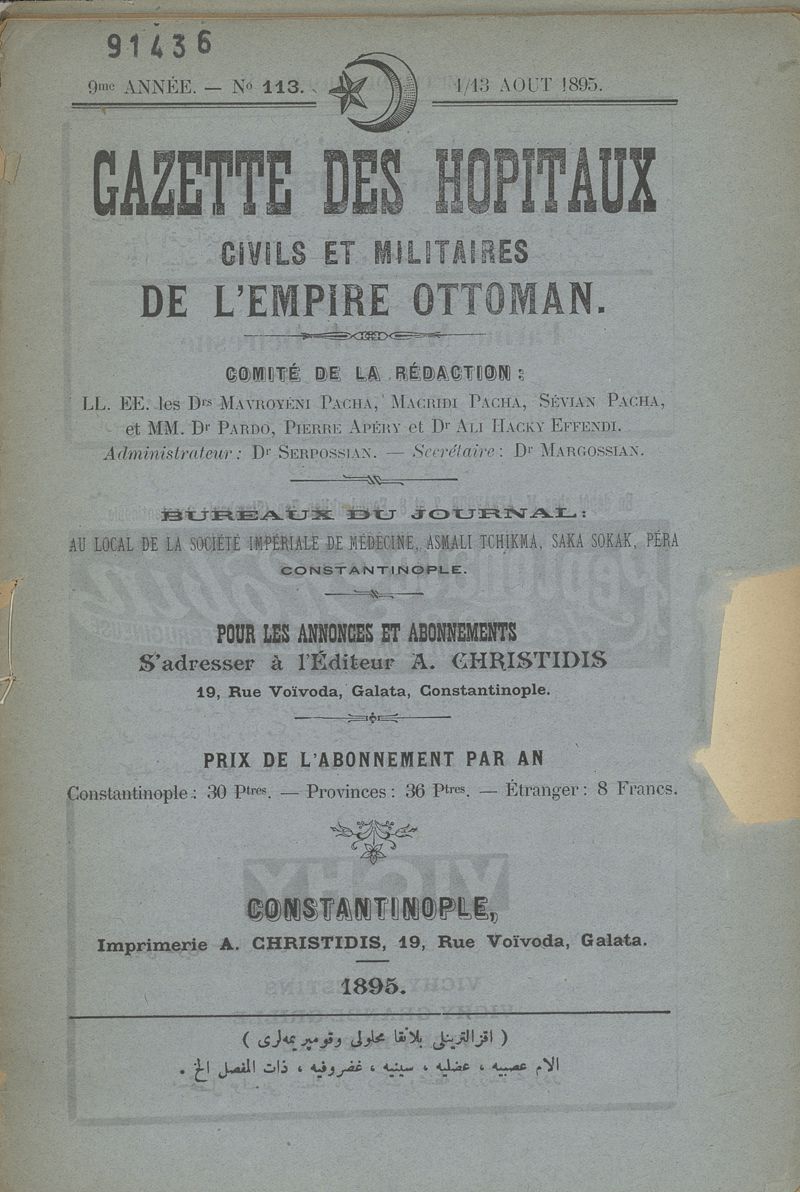 91436
9me ANNÉE. — No 113.
1/13 AOUT 1895.
GAZETTE DES HOPITAUX
CIVILS ET MILITAIRES
DE L'EMPIRE OTTOMAN.
COMITÉ DE LA RÉDACTION :
LL. EE. les Drs MAVROYÉNI PACHA, MACRIDI PACHA, SÉVIAN PACHA,
et MM. Dr PARDO, PIERRE APÉRY et Dr ALI HACKY EFFENDI.
Administrateur : Dr SERPOSSIAN. — Secrétaire : Dr MARGOSSIAN.
BUREAUX DU JOURNAL :
AU LOCAL DE LA SOCIÉTÉ IMPÉRIALE DE MÉDECINE, ASMALI TCHIKMA, SAKA SOKAK, PÉRA
CONSTANTINOPLE.
POUR LES ANNONCES ET ABONNEMENTS
S'adresser à l'Éditeur A. CHRISTIDIS
19, Rue Voïvoda, Galata, Constantinople.
PRIX DE L'ABONNEMENT PAR AN
Constantinople : 30 Ptres. — Provinces : 36 Ptres. — Étranger : 8 Francs.
CONSTANTINOPLE,
Imprimerie A. CHRISTIDIS, 19, Rue Voïvoda, Galata.
1895.
( اقزالژینلی بلانقا محلولی وقومپریمه‌لری )
الام عصبیه ، عضلیه ، سینیه ، غضروفیه ، ذات المفصل الخ .